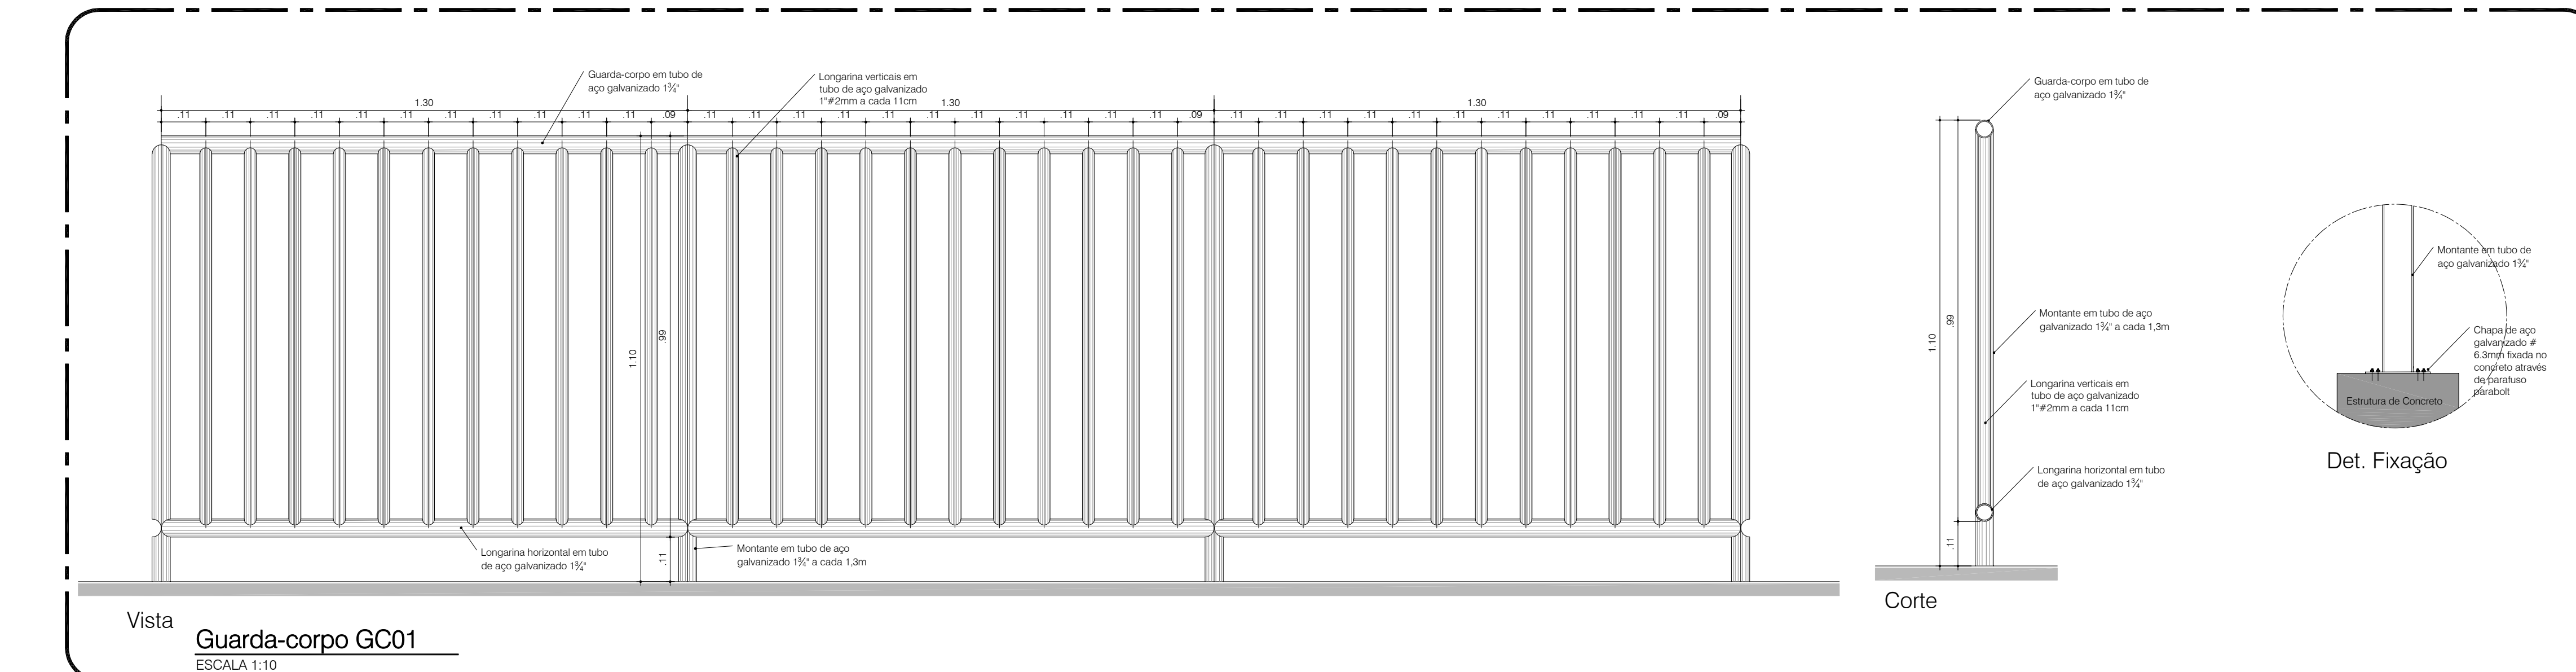 Guarda-corpo em tubo de
aço galvanizado 1¾"
Longarina verticais em
tubo de aço galvanizado
1"#2mm a cada 11cm
1.30
1.30
1.30
.11 .11 .11 .11 .11 .11 .11 .11 .11 .11 .11 .09
.11 .11 .11 .11 .11 .11 .11 .11 .11 .11 .11 .09
.11 .11 .11 .11 .11 .11 .11 .11 .11 .11 .11 .09
1.10
.99
.11
Longarina horizontal em tubo
de aço galvanizado 1¾"
Montante em tubo de aço
galvanizado 1¾" a cada 1,3m
Vista
Guarda-corpo GC01
ESCALA 1:10
Guarda-corpo em tubo de
aço galvanizado 1¾"
1.10
.99
.11
Montante em tubo de aço
galvanizado 1¾" a cada 1,3m
Longarina verticais em
tubo de aço galvanizado
1"#2mm a cada 11cm
Longarina horizontal em tubo
de aço galvanizado 1¾"
Corte
Montante em tubo de
aço galvanizado 1¾"
Chapa de aço
galvanizado #
6.3mm fixada no
concreto através
de parafuso
parabolt
Estrutura de Concreto
Det. Fixação